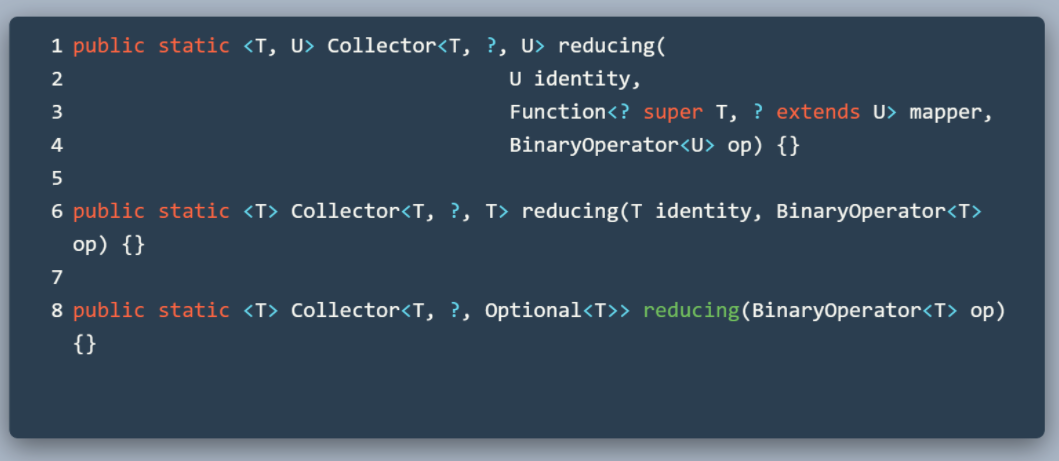 1 public static <T, U> Collector<T, ?, U> reducing(
2 U identity,
3 Function<? super T, ? extends U> mapper,
4 BinaryOperator<U> op) {}
5
6 public static <T> Collector<T, ?, T> reducing(T identity, BinaryOperator<T>
op) {}
7
8 public static <T> Collector<T, ?, Optional<T>> reducing(BinaryOperator<T> op)
{}